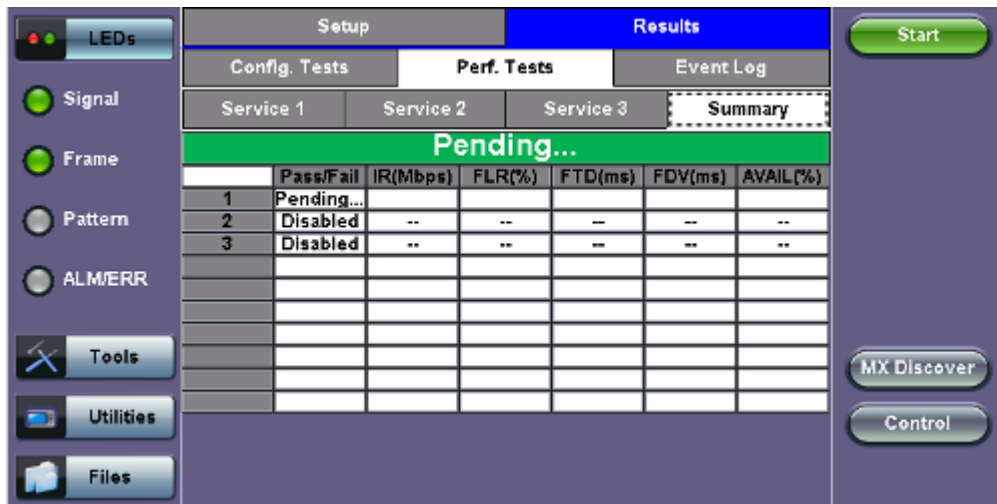 LEDs
Signal
Frame
Pattern
ALM/ERR
Tools
Utilities
Files
Setup Results
Config. Tests Perf. Tests Event Log
Service 1 Service 2 Service 3 Summary
Pending...
Pass/Fail IR(Mbps) FLR(%) FTD(ms) FDV(ms) AVAIL(%)
1 Pending...
2 Disabled -- -- -- -- --
3 Disabled -- -- -- -- --
Start
MX Discover
Control